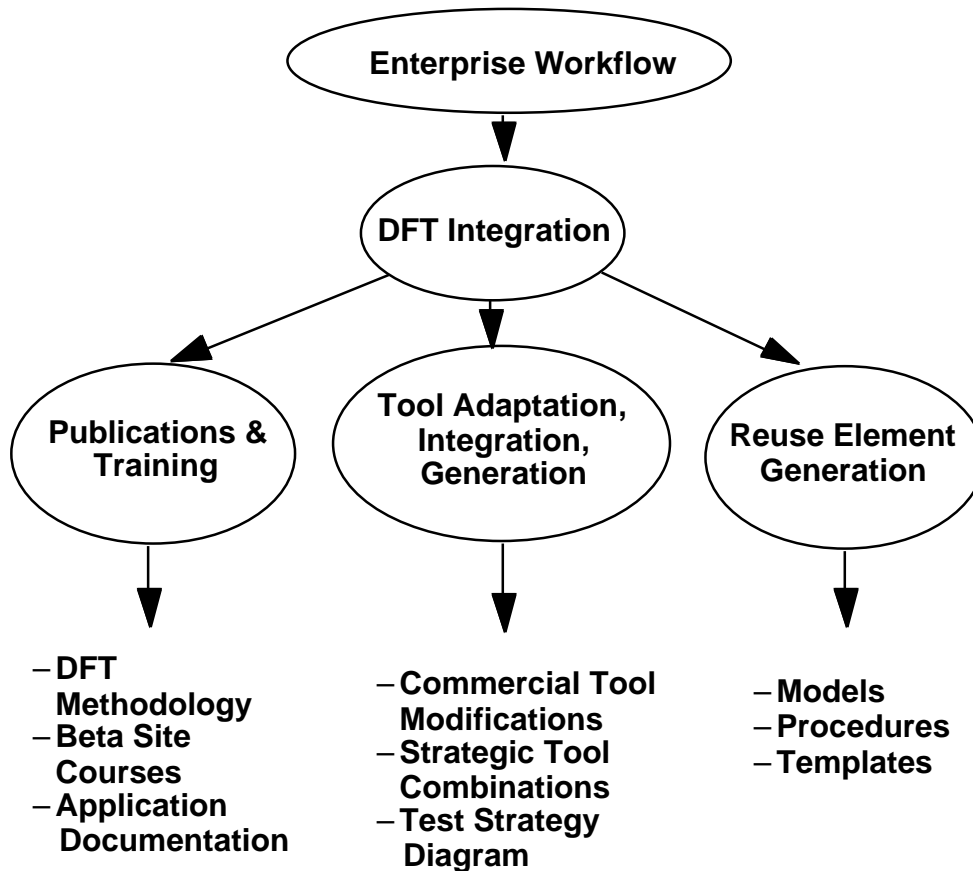 Enterprise Workflow
DFT Integration
Publications &
Training
Tool Adaptation,
Integration,
Generation
Reuse Element
Generation
– DFT
Methodology
– Beta Site
Courses
– Application
Documentation
– Commercial Tool
Modifications
– Strategic Tool
Combinations
– Test Strategy
Diagram
– Models
– Procedures
– Templates